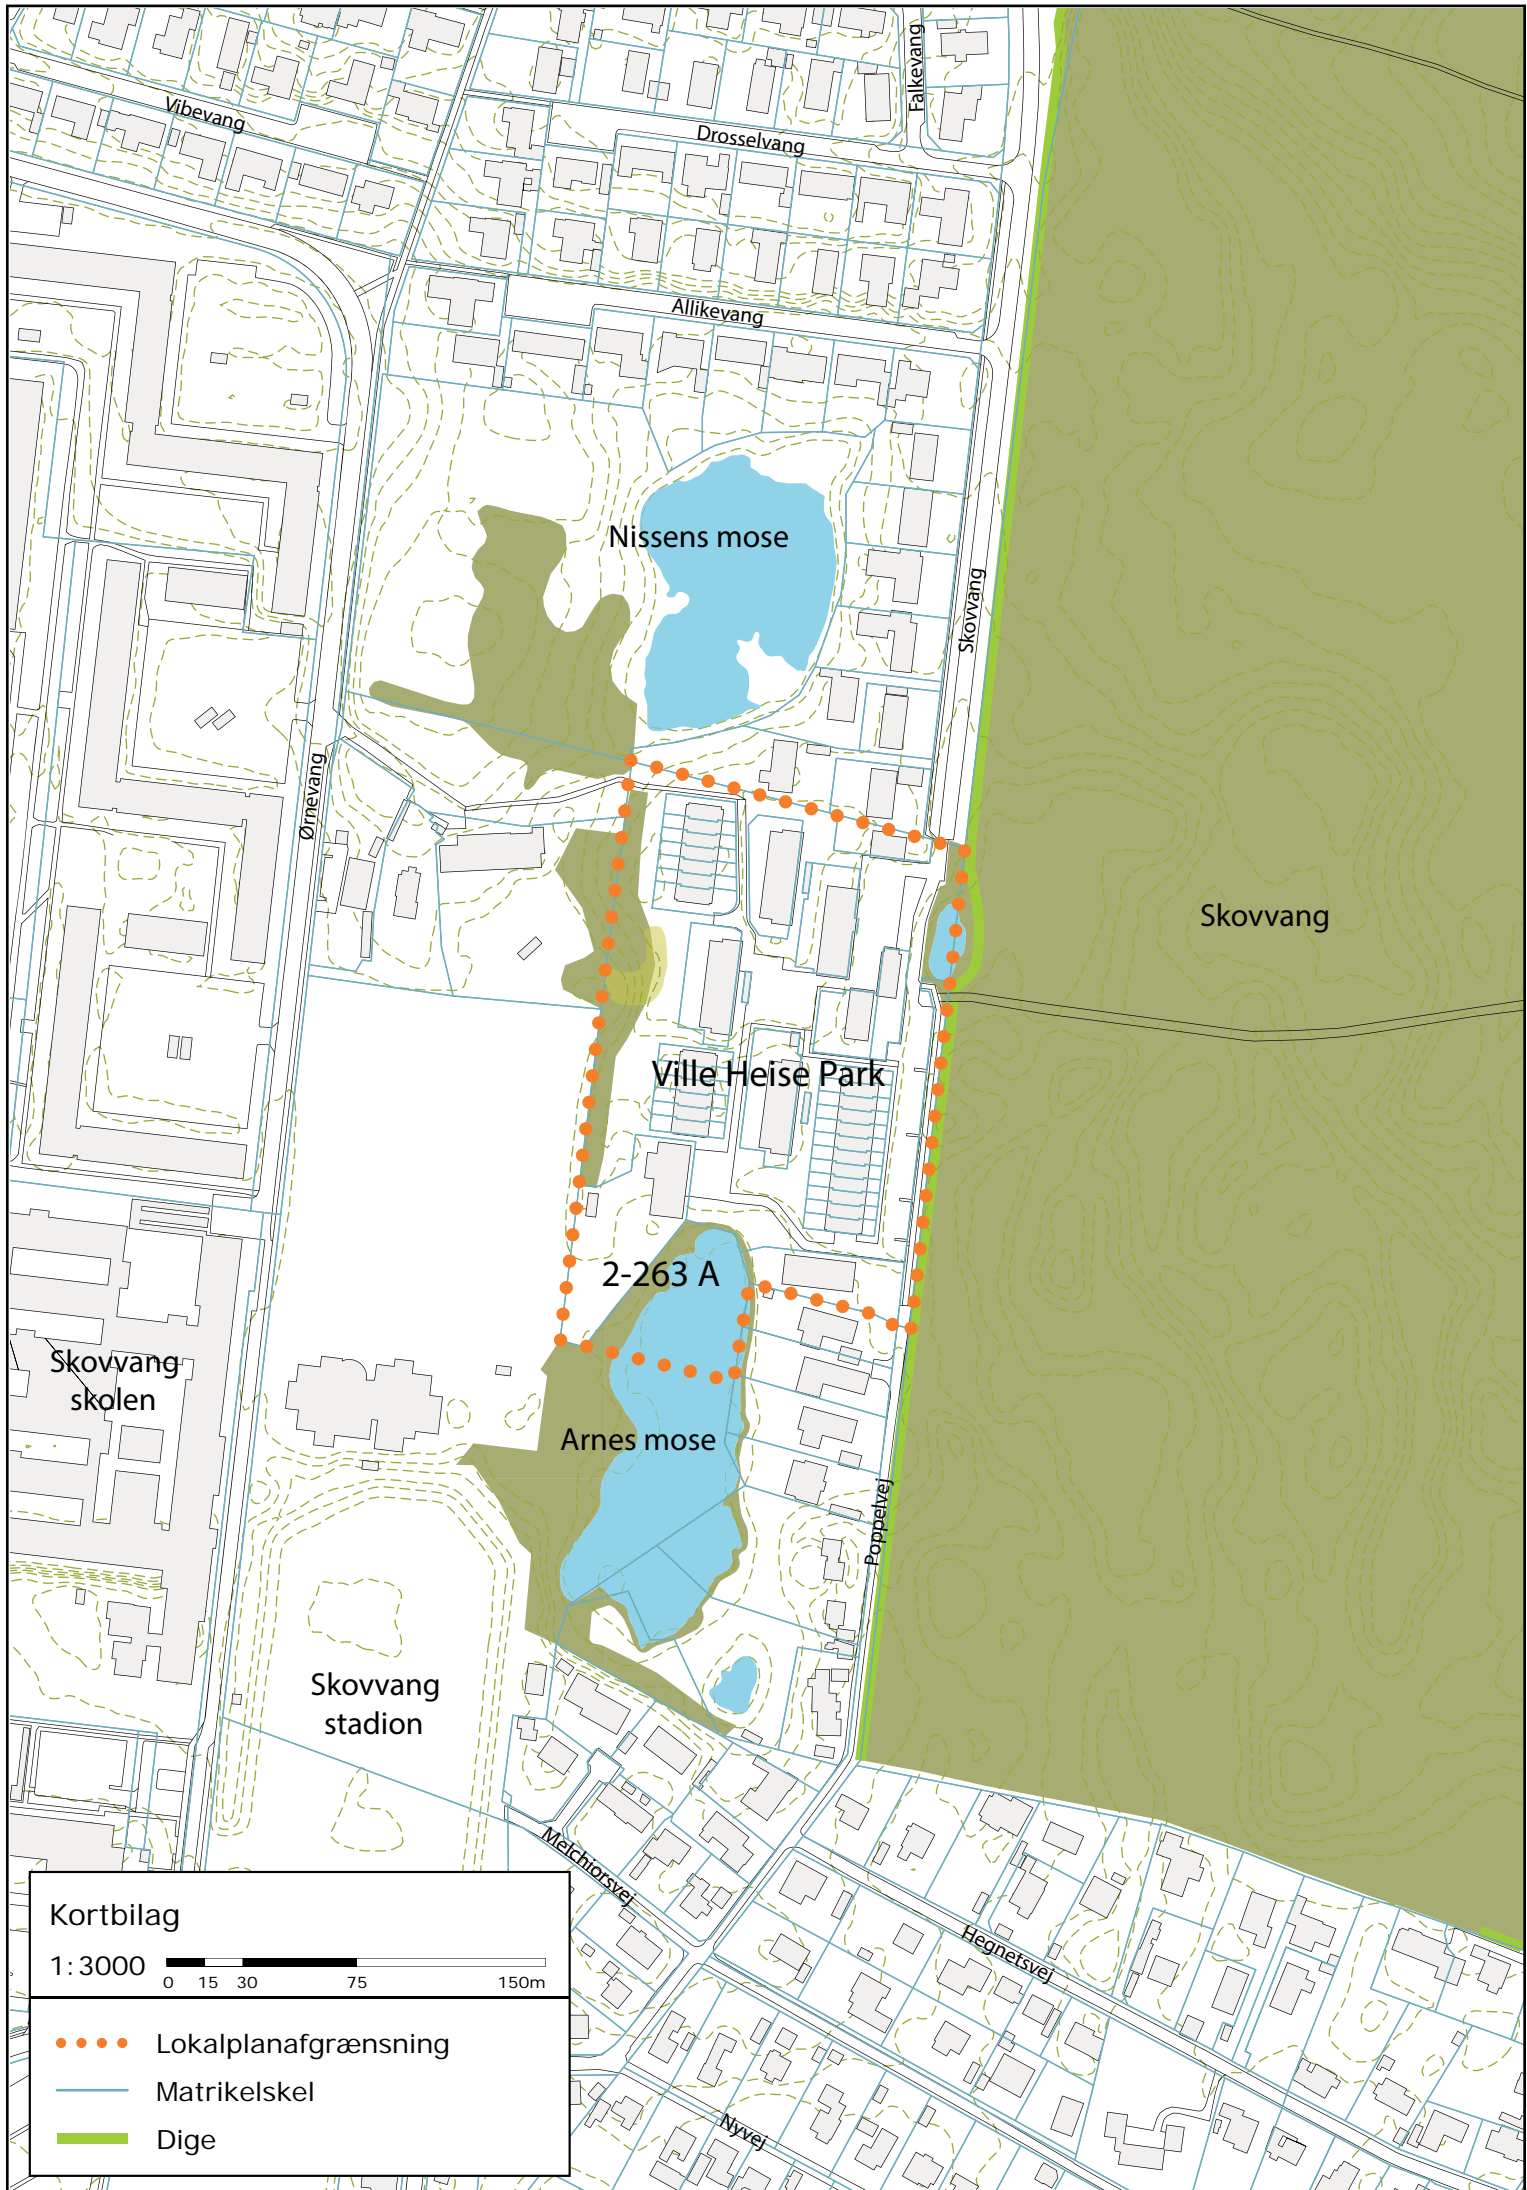 Falkevang
Vibevang
Drosselvang
Allikevang
Nissens mose
Skovvang
Ørnevang
Skovvang
Ville Heise Park
2-263 A
Skovvang
skolen
Arnes mose
Poppelvej
Skovvang
stadion
Melchiorsvej
Hegnetsvej
Nyvej
Kortbilag
1:3000
0 15 30 75 150m
Lokalplanafgrænsning
Matrikelskel
Dige